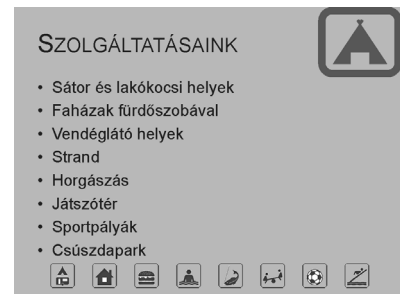 SZOLGÁLTATÁSAINK
• Sátor és lakókocsi helyek
• Faházak fürdőszobával
• Vendéglátó helyek
• Strand
• Horgászás
• Játszótér
• Sportpályák
• Csúszdapark